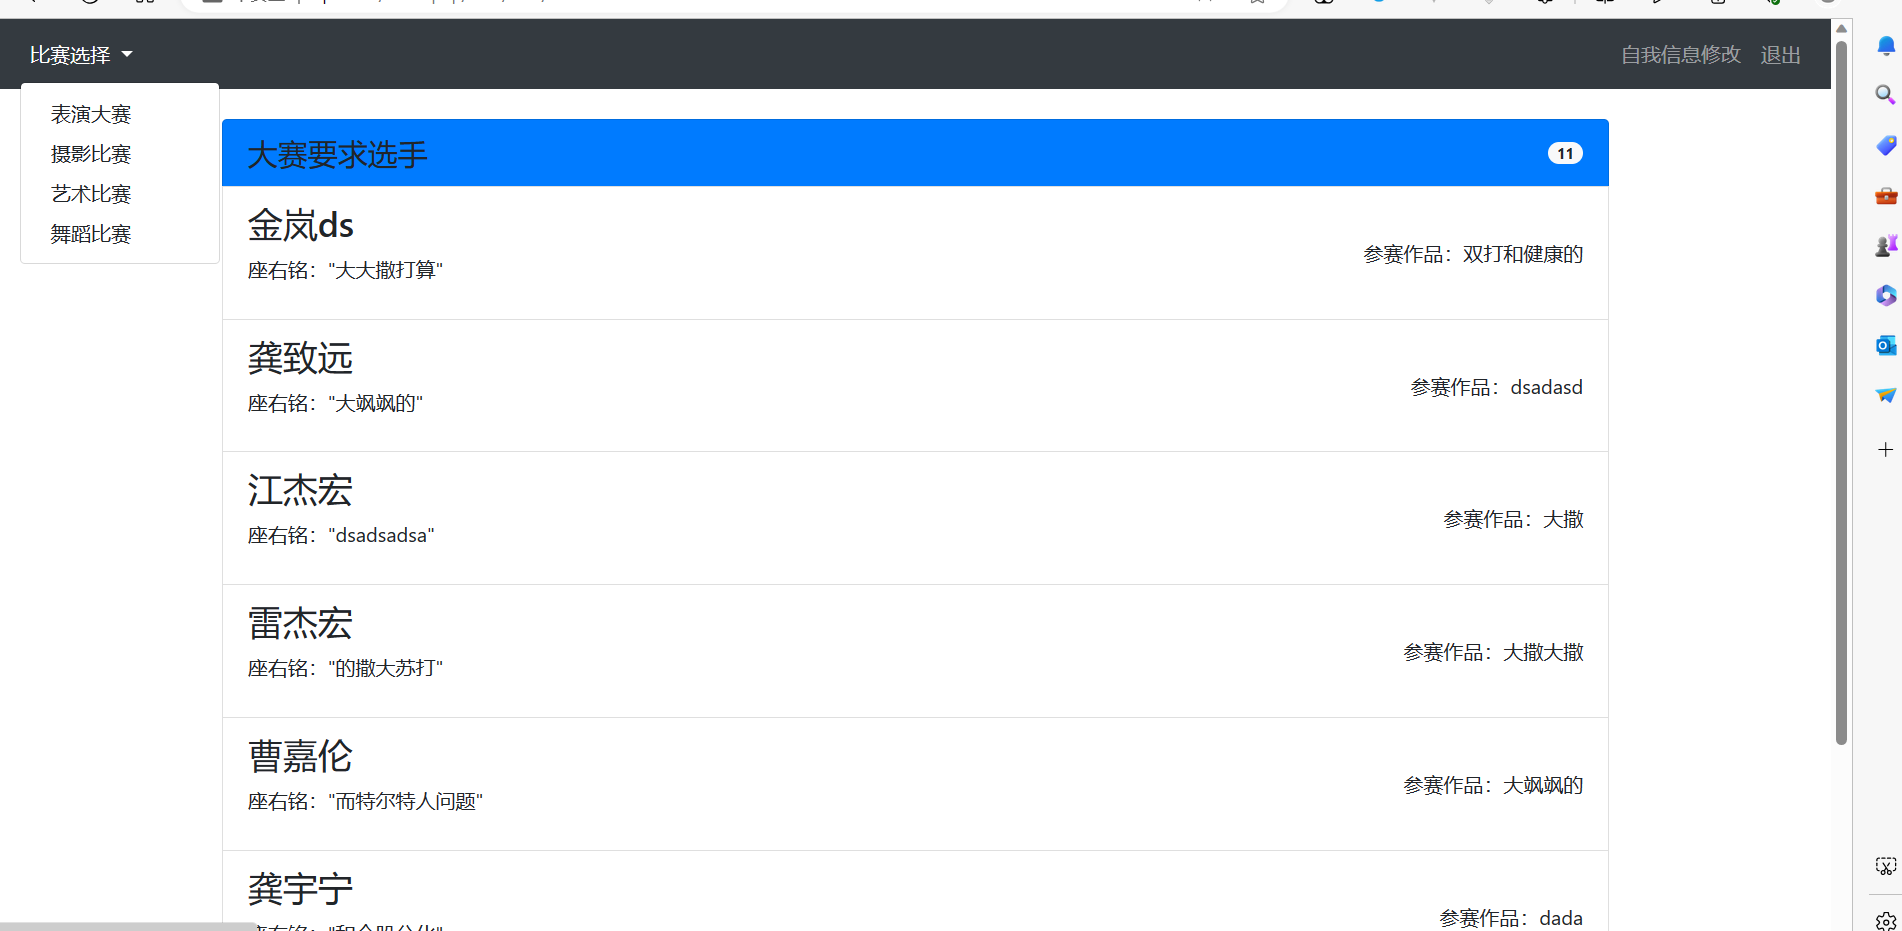 比赛选择
自我信息修改 退出
表演大赛
摄影比赛
艺术比赛
舞蹈比赛
大赛要求选手
11
金岚ds
座右铭："大大撒打算"
参赛作品：双打和健康的
龚致远
座右铭："大飒飒的"
参赛作品：dsadasd
江杰宏
座右铭："dsadsadsa"
参赛作品：大撒
雷杰宏
座右铭："的撒大苏打"
参赛作品：大撒大撒
曹嘉伦
座右铭："而特尔特人问题"
参赛作品：大飒飒的
龚宇宁
参赛作品：dada